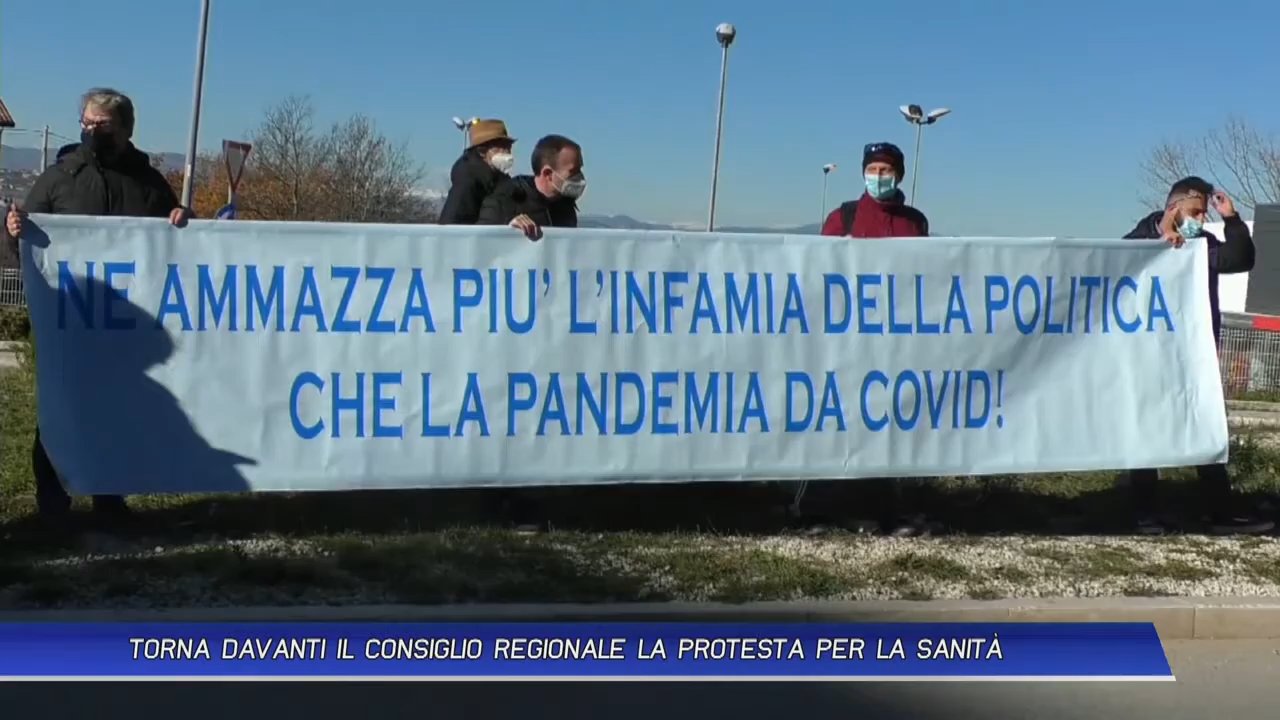 NE AMMAZZA PIU' L'INFAMIA DELLA POLITICA
CHE LA PANDEMIA DA COVID!
TORNA DAVANTI IL CONSIGLIO REGIONALE LA PROTESTA PER LA SANITÀ